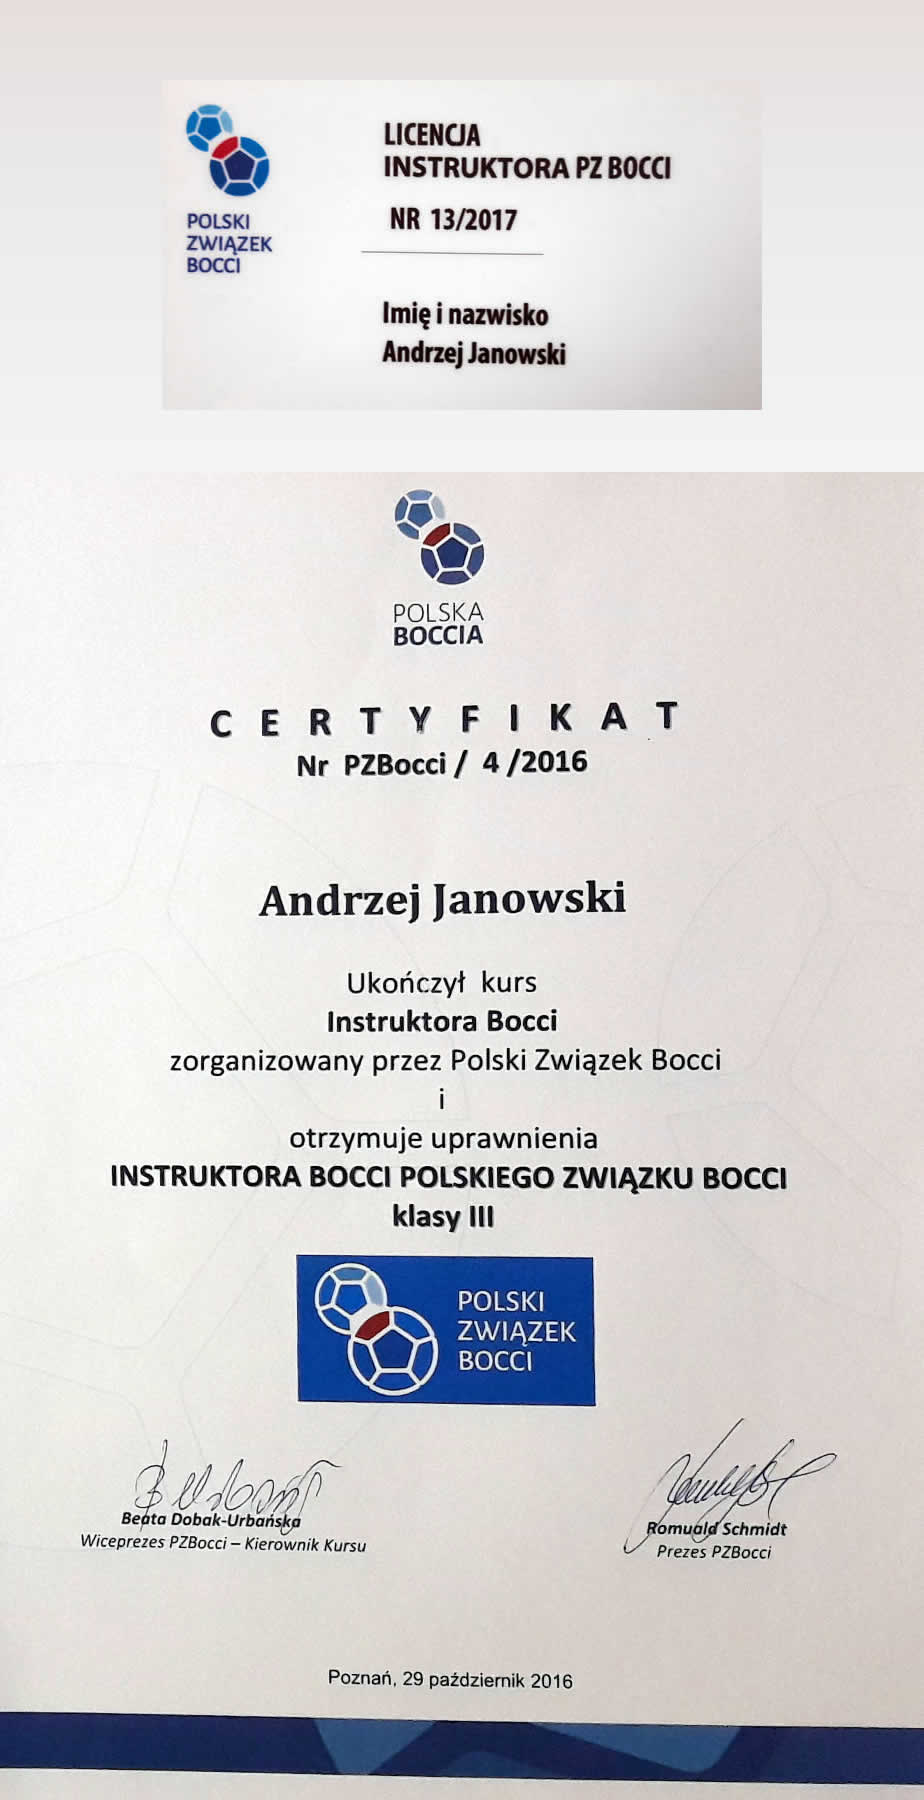 POLSKI
ZWIĄZEK
BOCCI
LICENCJA
INSTRUKTORA PZ BOCCI
NR 13/2017
Imię i nazwisko
Andrzej Janowski
POLSKA
BOCCIA
CERTYFIKAT
Nr PZBocci / 4 /2016
Andrzej Janowski
Ukończył kurs
Instruktora Bocci
zorganizowany przez Polski Związek Bocci
i
otrzymuje uprawnienia
INSTRUKTORA BOCCI POLSKIEGO ZWIĄZKU BOCCI
klasy III
POLSKI
ZWIĄZEK
BOCCI
Beata Dobak-Urbańska
Wiceprezes PZBocci – Kierownik Kursu
Romuald Schmidt
Prezes PZBocci
Poznań, 29 październik 2016